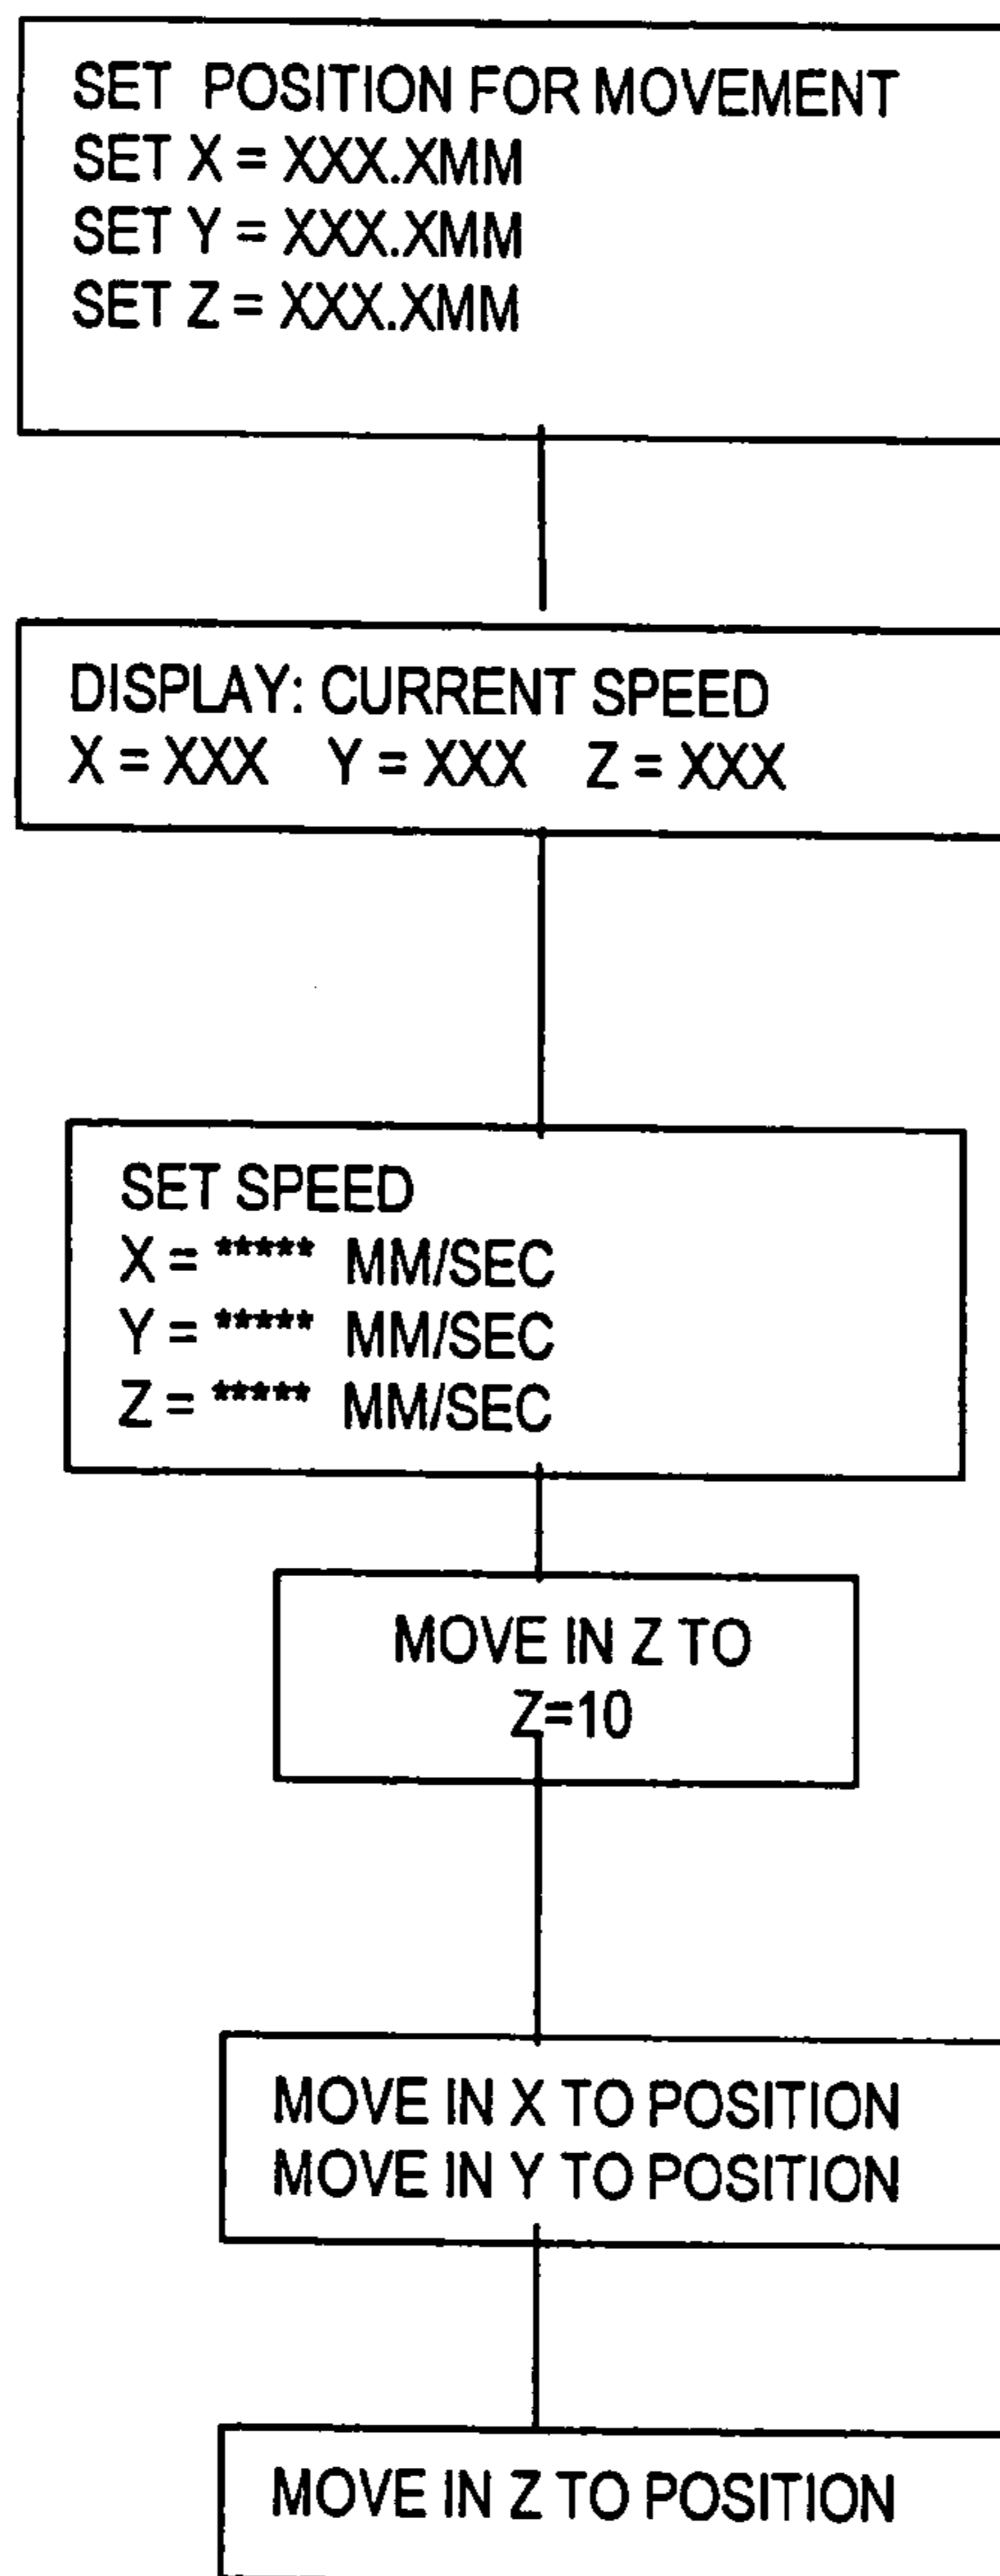 SET POSITION FOR MOVEMENT
SET X = XXX.XMM
SET Y = XXX.XMM
SET Z = XXX.XMM
DISPLAY: CURRENT SPEED
X = XXX Y = XXX Z = XXX
SET SPEED
X = ***** MM/SEC
Y = ***** MM/SEC
Z = ***** MM/SEC
MOVE IN Z TO
Z=10
MOVE IN X TO POSITION
MOVE IN Y TO POSITION
MOVE IN Z TO POSITION